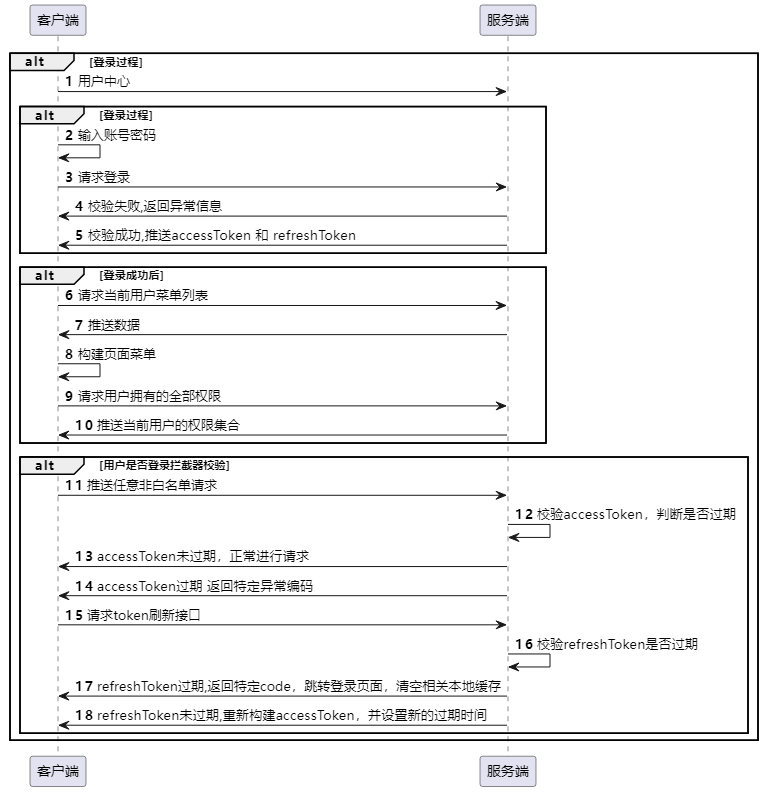 客户端 服务端
alt [登录过程]
1 用户中心
alt [登录过程]
2 输入账号密码
3 请求登录
4 校验失败,返回异常信息
5 校验成功,推送accessToken 和 refreshToken
alt [登录成功后]
6 请求当前用户菜单列表
7 推送数据
8 构建页面菜单
9 请求用户拥有的全部权限
10 推送当前用户的权限集合
alt [用户是否登录拦截器校验]
11 推送任意非白名单请求
12 校验accessToken，判断是否过期
13 accessToken未过期，正常进行请求
14 accessToken过期 返回特定异常编码
15 请求token刷新接口
16 校验refreshToken是否过期
17 refreshToken过期,返回特定code，跳转登录页面，清空相关本地缓存
18 refreshToken未过期,重新构建accessToken，并设置新的过期时间
客户端 服务端